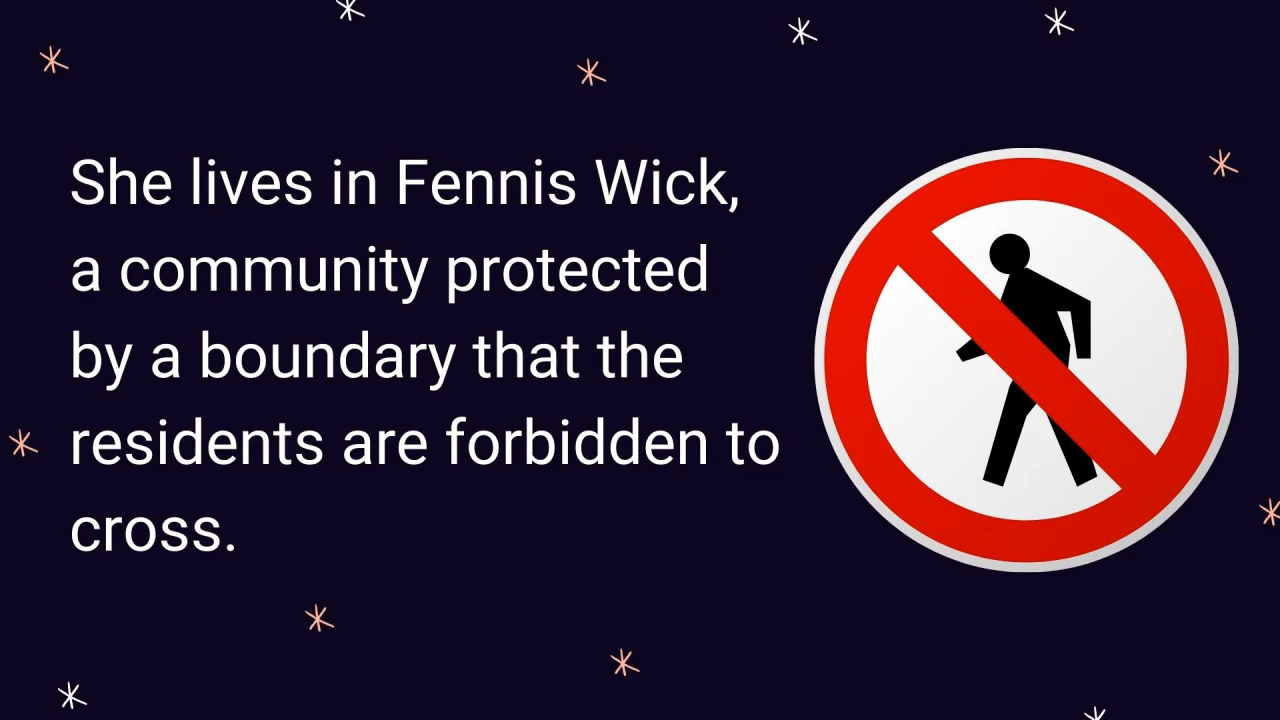 She lives in Fennis Wick,
a community protected
by a boundary that the
residents are forbidden to
cross.